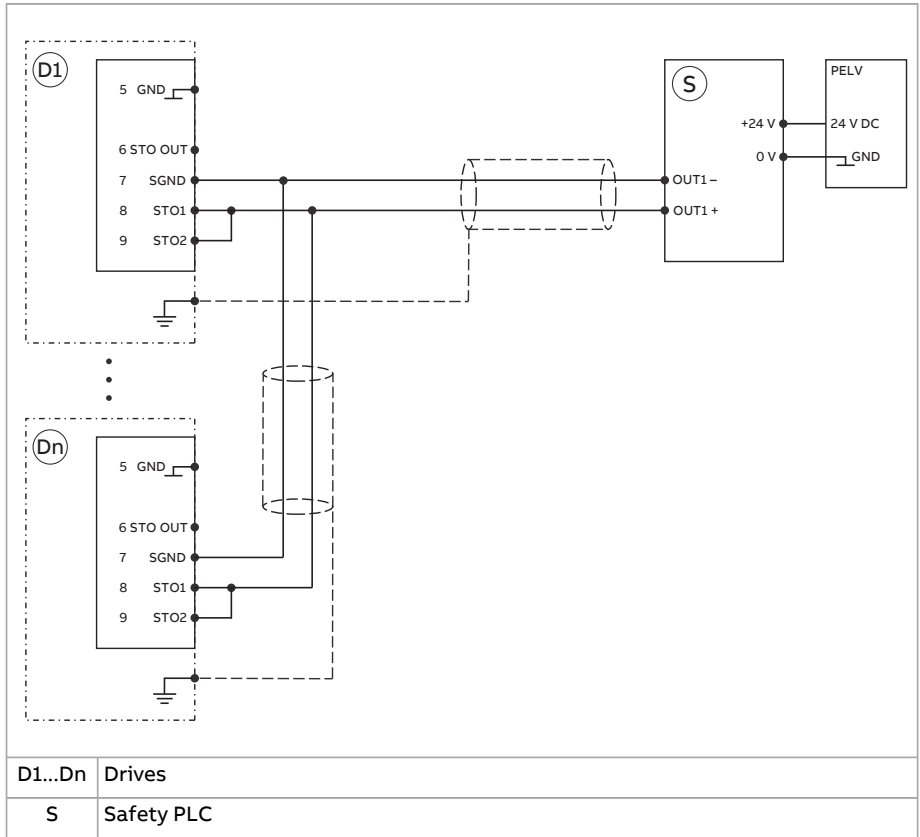 D1
5 GND
6 STO OUT
7 SGND
8 STO1
9 STO2
S
+24 V
0 V
OUT1 –
OUT1 +
PELV
24 V DC
GND
Dn
5 GND
6 STO OUT
7 SGND
8 STO1
9 STO2
D1...Dn Drives
S Safety PLC